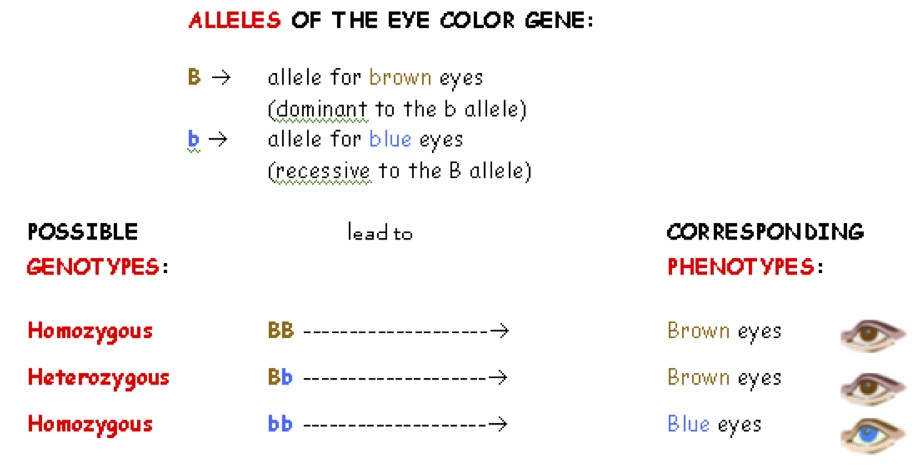 ALLELES OF THE EYE COLOR GENE:
B → allele for brown eyes
(dominant to the b allele)
b → allele for blue eyes
(recessive to the B allele)
POSSIBLE lead to CORRESPONDING
GENOTYPES: PHENOTYPES:
Homozygous BB --------------------→ Brown eyes
Heterozygous Bb --------------------→ Brown eyes
Homozygous bb --------------------→ Blue eyes